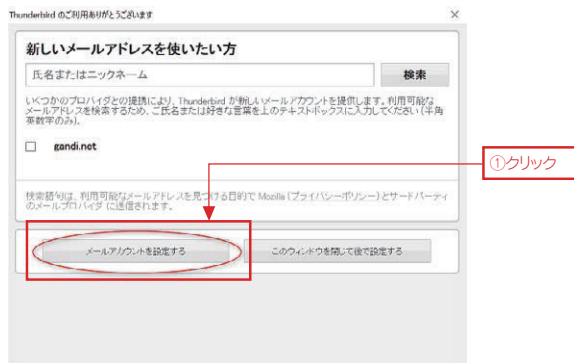 Thunderbird のご利用ありがとうございます
新しいメールアドレスを使いたい方
氏名またはニックネーム
検索
いくつかのプロバイダとの提携により、Thunderbird が新しいメールアカウントを提供します。利用可能な
メールアドレスを検索するため、ご氏名または好きな言葉を上のテキストボックスに入力してください (半角
英数字のみ)。
gandi.net
①クリック
検索語句は、利用可能なメールアドレスを見つける目的で Mozilla (プライバシーポリシー) とサードパーティ
のメールプロバイダ に送信されます。
メールアカウントを設定する
このウィンドウを閉じて後で設定する